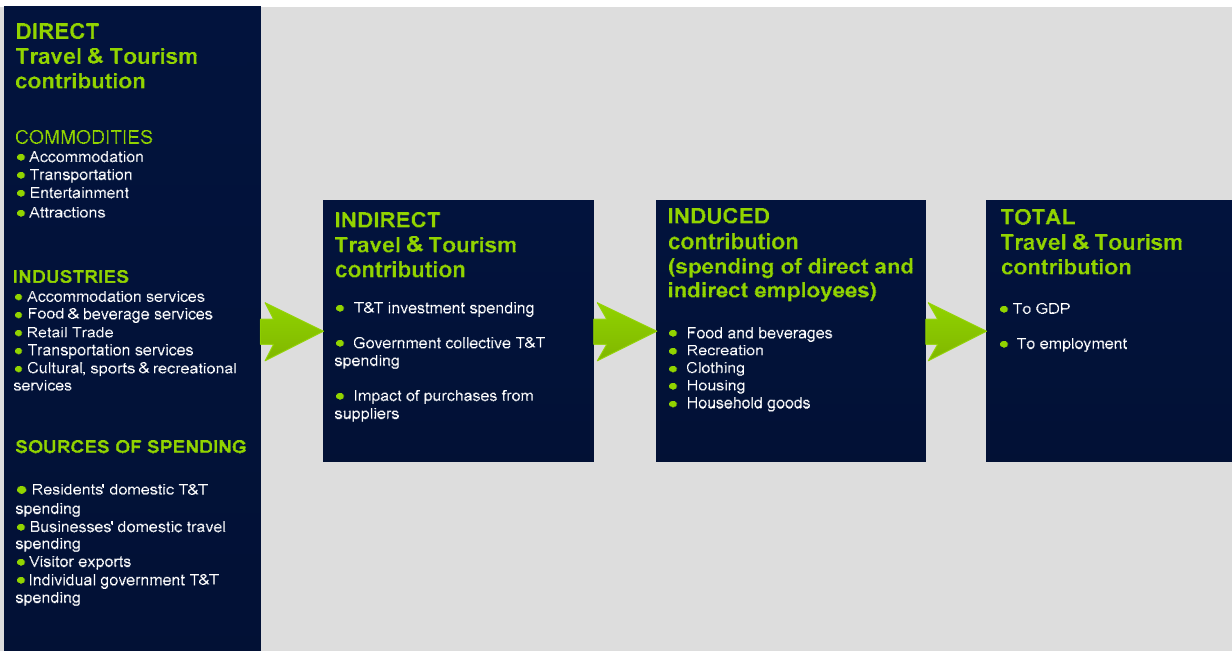 DIRECT
Travel & Tourism
contribution
COMMODITIES
• Accommodation
• Transportation
• Entertainment
• Attractions
INDUSTRIES
• Accommodation services
• Food & beverage services
• Retail Trade
• Transportation services
• Cultural, sports & recreational
services
SOURCES OF SPENDING
• Residents' domestic T&T
spending
• Businesses' domestic travel
spending
• Visitor exports
• Individual government T&T
spending
INDIRECT
Travel & Tourism
contribution
• T&T investment spending
• Government collective T&T
spending
• Impact of purchases from
suppliers
INDUCED
contribution
(spending of direct and
indirect employees)
• Food and beverages
• Recreation
• Clothing
• Housing
• Household goods
TOTAL
Travel & Tourism
contribution
• To GDP
• To employment